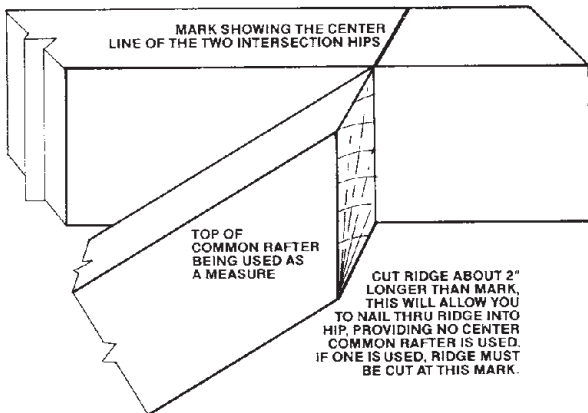 MARK SHOWING THE CENTER
LINE OF THE TWO INTERSECTION HIPS
TOP OF
COMMON RAFTER
BEING USED AS
A MEASURE
CUT RIDGE ABOUT 2"
LONGER THAN MARK,
THIS WILL ALLOW YOU
TO NAIL THRU RIDGE INTO
HIP, PROVIDING NO CENTER
COMMON RAFTER IS USED.
IF ONE IS USED, RIDGE MUST
BE CUT AT THIS MARK.